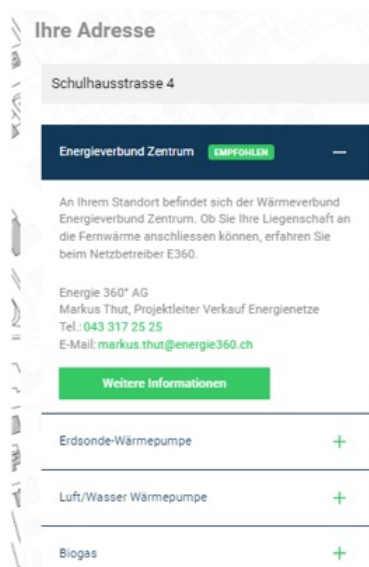 Ihre Adresse
Schulhausstrasse 4
Energieverbund Zentrum EMPFOHLEN
An Ihrem Standort befindet sich der Wärmeverbund
Energieverbund Zentrum. Ob Sie Ihre Liegenschaft an
die Fernwärme anschliessen können, erfahren Sie
beim Netzbetreiber E360.
Energie 360° AG
Markus Thut, Projektleiter Verkauf Energienetze
Tel.: 043 317 25 25
E-Mail: markus.thut@energie360.ch
Weitere Informationen
Erdsonde-Wärmepumpe
Luft/Wasser Wärmepumpe
Biogas